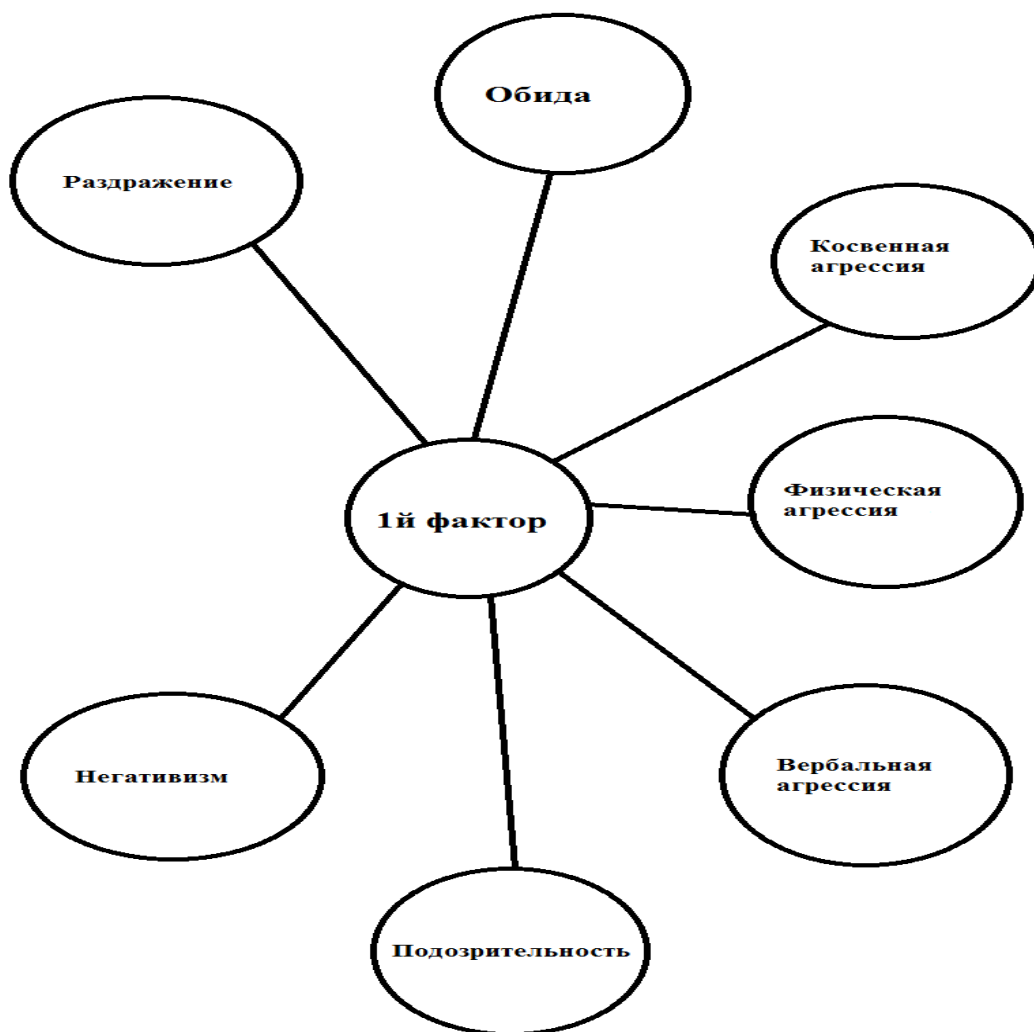 Обида
Раздражение
Косвенная
агрессия
Физическая
агрессия
1й фактор
Вербальная
агрессия
Негативизм
Подозрительность